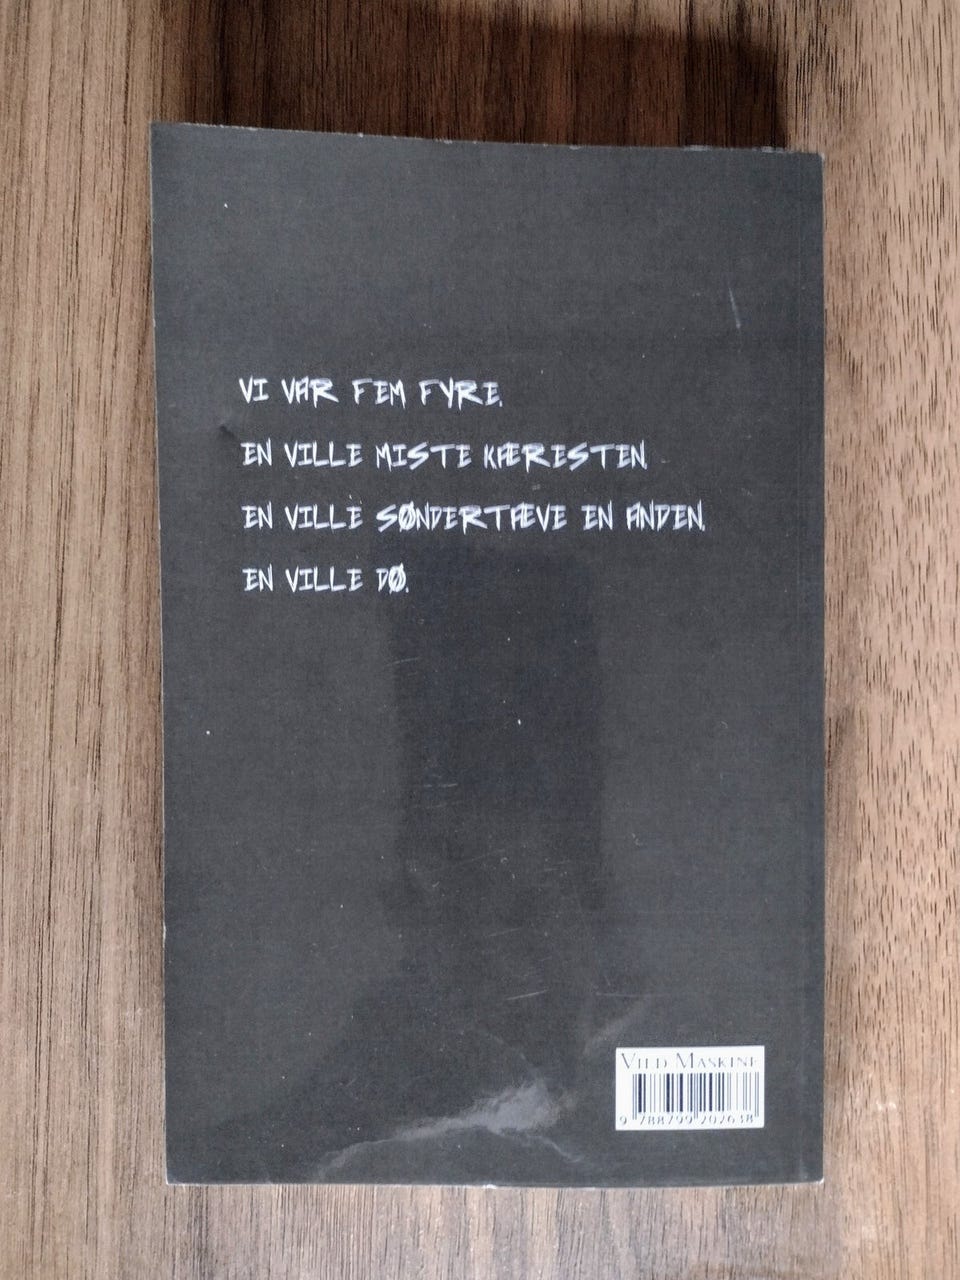 VI VAR FEM FYRE.
EN VILLE MISTE KÆRESTEN.
EN VILLE SØNDERTÆVE EN ANDEN.
EN VILLE DØ.
VILD MASKINE
9 788799 202638